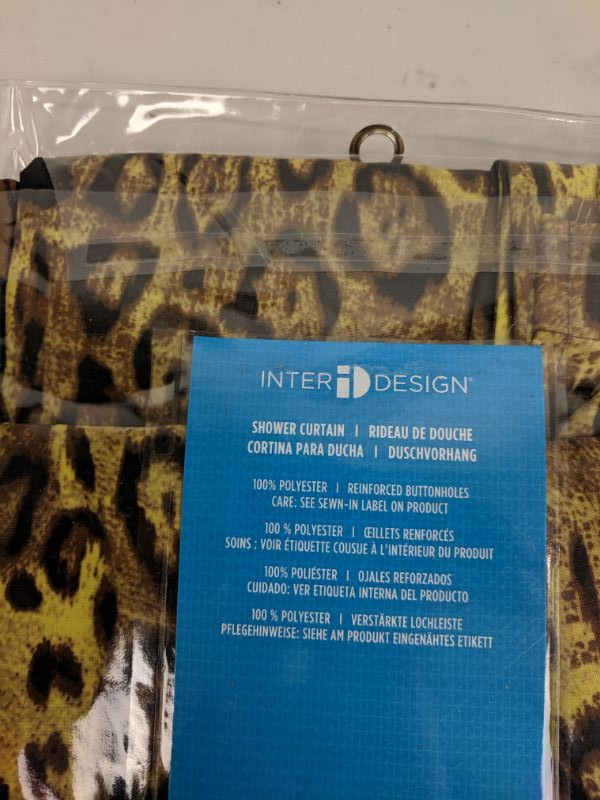 INTER iD DESIGN®
SHOWER CURTAIN | RIDEAU DE DOUCHE
CORTINA PARA DUCHA | DUSCHVORHANG
100% POLYESTER | REINFORCED BUTTONHOLES
CARE: SEE SEWN-IN LABEL ON PRODUCT
100 % POLYESTER | ŒILLETS RENFORCÉS
SOINS : VOIR ÉTIQUETTE COUSUE À L'INTÉRIEUR DU PRODUIT
100% POLIÉSTER | OJALES REFORZADOS
CUIDADO: VER ETIQUETA INTERNA DEL PRODUCTO
100 % POLYESTER | VERSTÄRKTE LOCHLEISTE
PFLEGEHINWEISE: SIEHE AM PRODUKT EINGENÄHTES ETIKETT